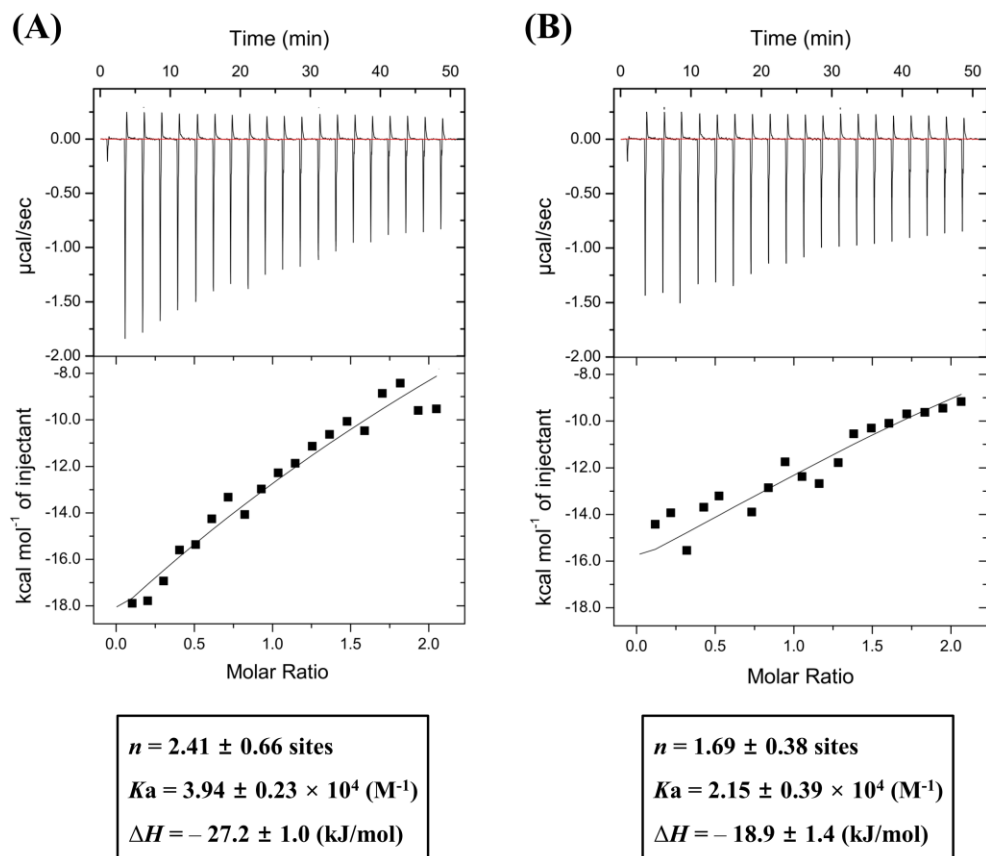 (A)
Time (min)
0 10 20 30 40 50
0.00
-0.50
-1.00
-1.50
-2.00
µcal/sec
-8.0
-10.0
-12.0
-14.0
-16.0
-18.0
kcal mol⁻¹ of injectant
0.0 0.5 1.0 1.5 2.0
Molar Ratio
n = 2.41 ± 0.66 sites
Ka = 3.94 ± 0.23 × 10⁴ (M⁻¹)
ΔH = – 27.2 ± 1.0 (kJ/mol)
(B)
Time (min)
0 10 20 30 40 50
0.00
-0.50
-1.00
-1.50
-2.00
µcal/sec
-8.0
-10.0
-12.0
-14.0
-16.0
-18.0
kcal mol⁻¹ of injectant
0.0 0.5 1.0 1.5 2.0
Molar Ratio
n = 1.69 ± 0.38 sites
Ka = 2.15 ± 0.39 × 10⁴ (M⁻¹)
ΔH = – 18.9 ± 1.4 (kJ/mol)